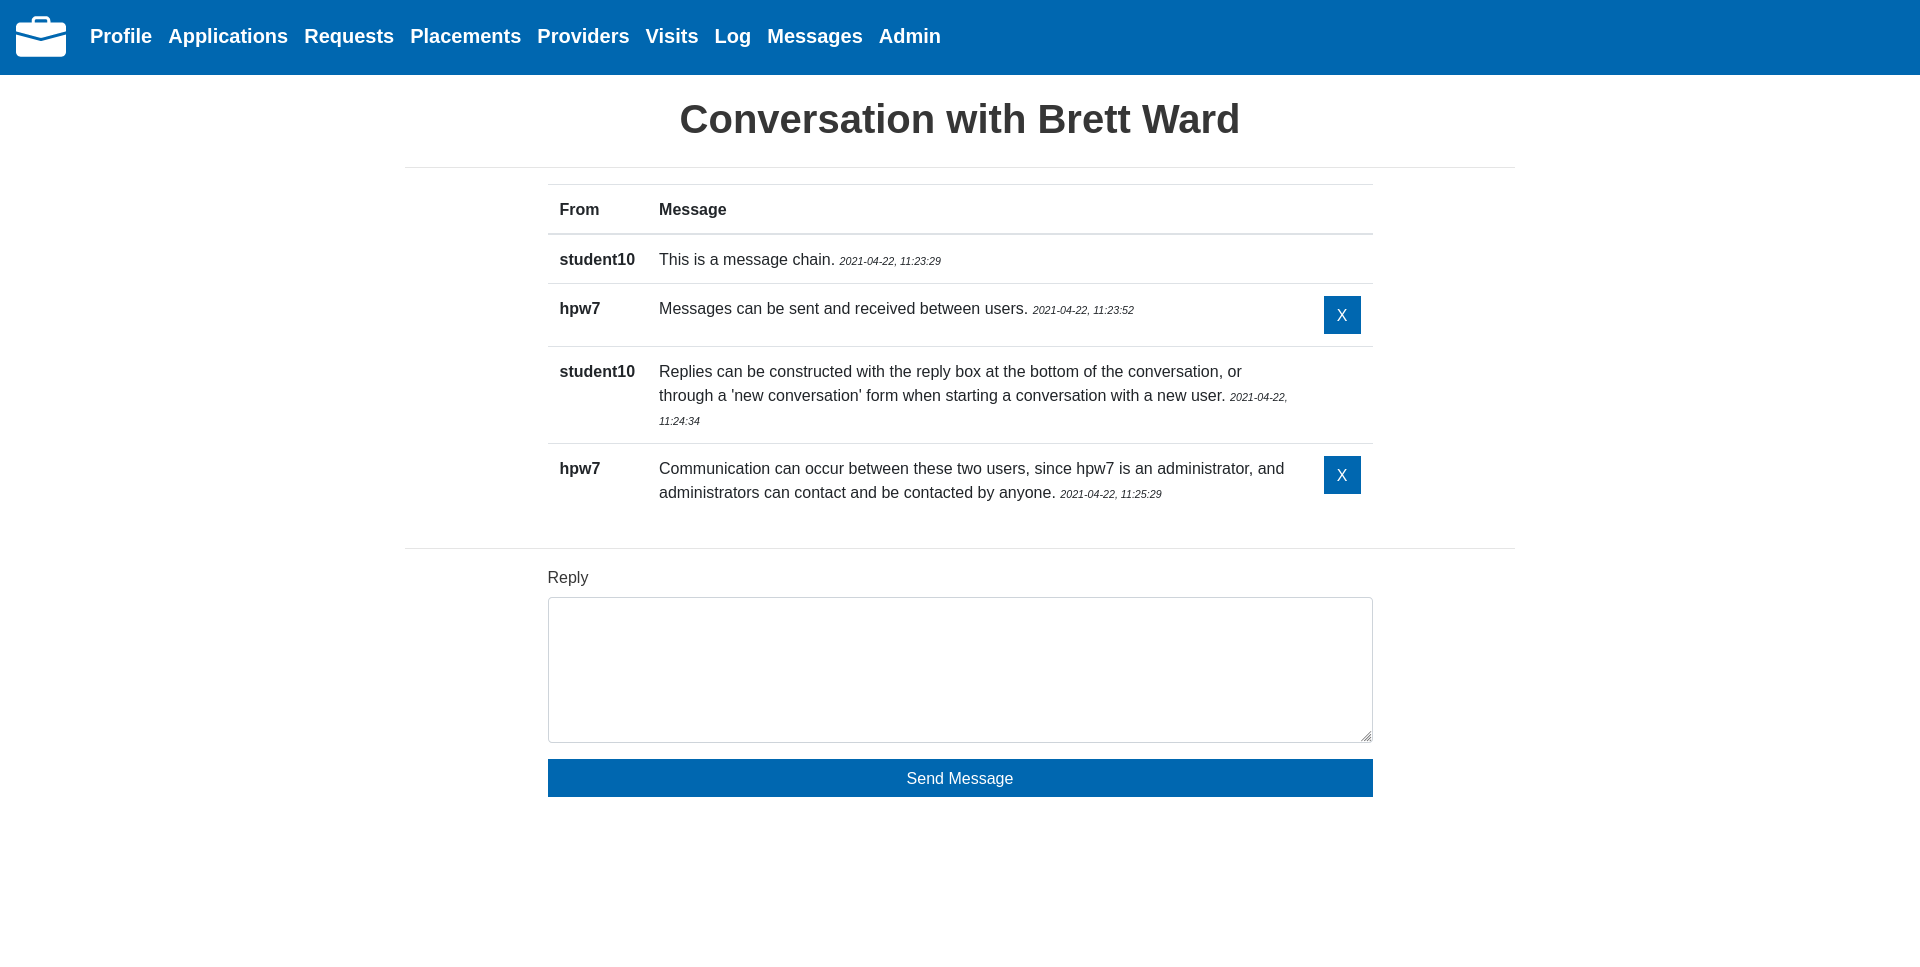 Profile Applications Requests Placements Providers Visits Log Messages Admin
Conversation with Brett Ward
From Message
student10 This is a message chain. 2021-04-22, 11:23:29
hpw7 Messages can be sent and received between users. 2021-04-22, 11:23:52 X
student10 Replies can be constructed with the reply box at the bottom of the conversation, or
through a 'new conversation' form when starting a conversation with a new user. 2021-04-22,
11:24:34
hpw7 Communication can occur between these two users, since hpw7 is an administrator, and X
administrators can contact and be contacted by anyone. 2021-04-22, 11:25:29
Reply
Send Message